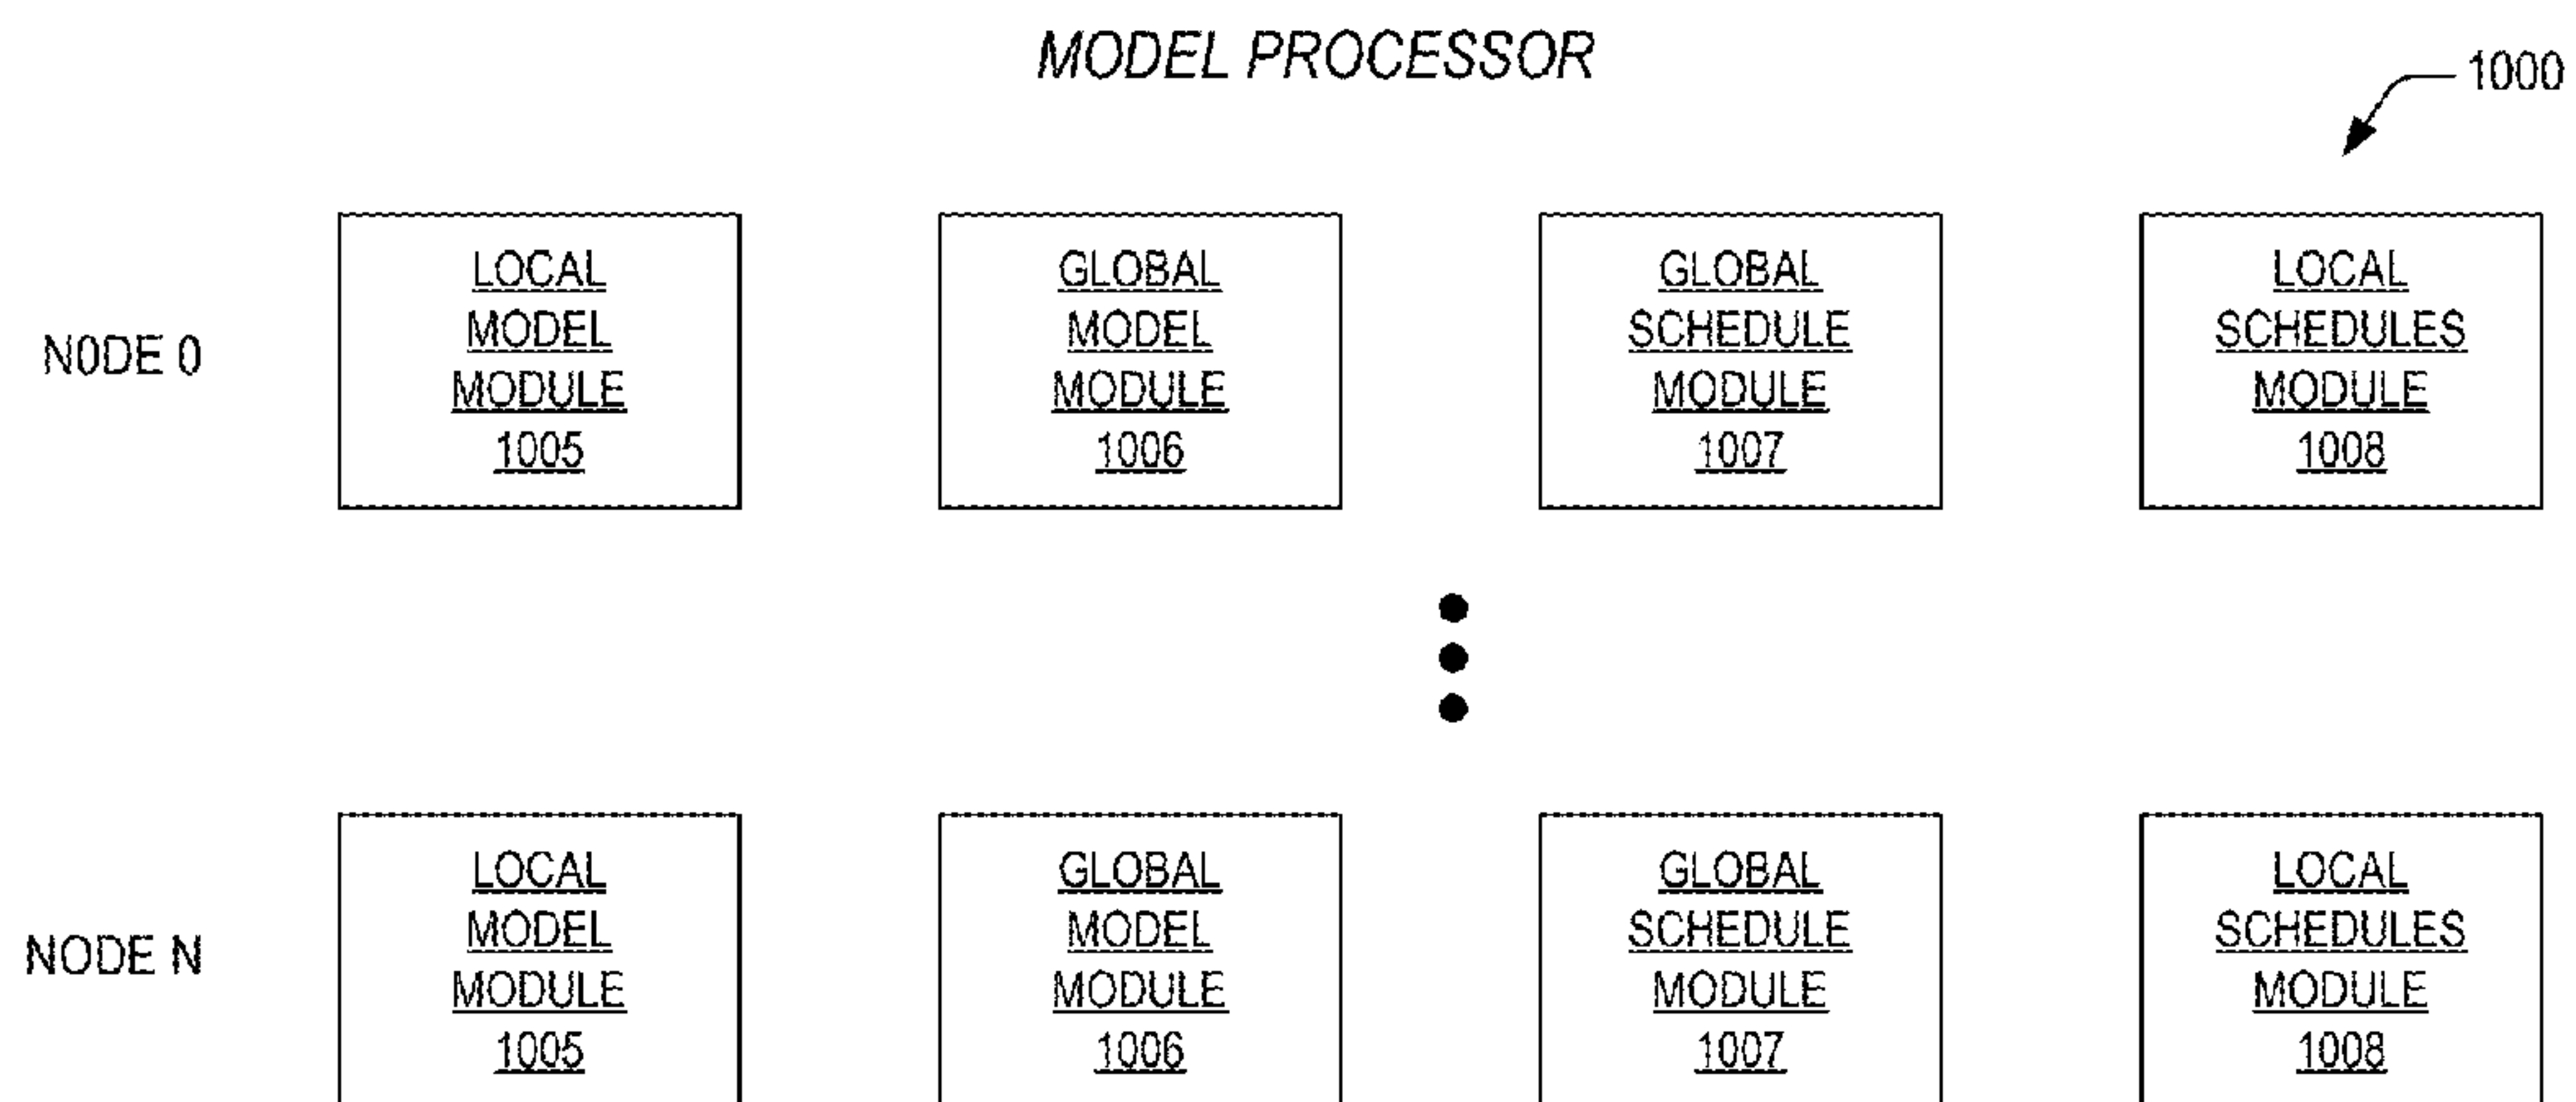 MODEL PROCESSOR
1000
N0DE 0
LOCAL
MODEL
MODULE
1005
GLOBAL
MODEL
MODULE
1006
GLOBAL
SCHEDULE
MODULE
1007
LOCAL
SCHEDULES
MODULE
1008
NODE N
LOCAL
MODEL
MODULE
1005
GLOBAL
MODEL
MODULE
1006
GLOBAL
SCHEDULE
MODULE
1007
LOCAL
SCHEDULES
MODULE
1008